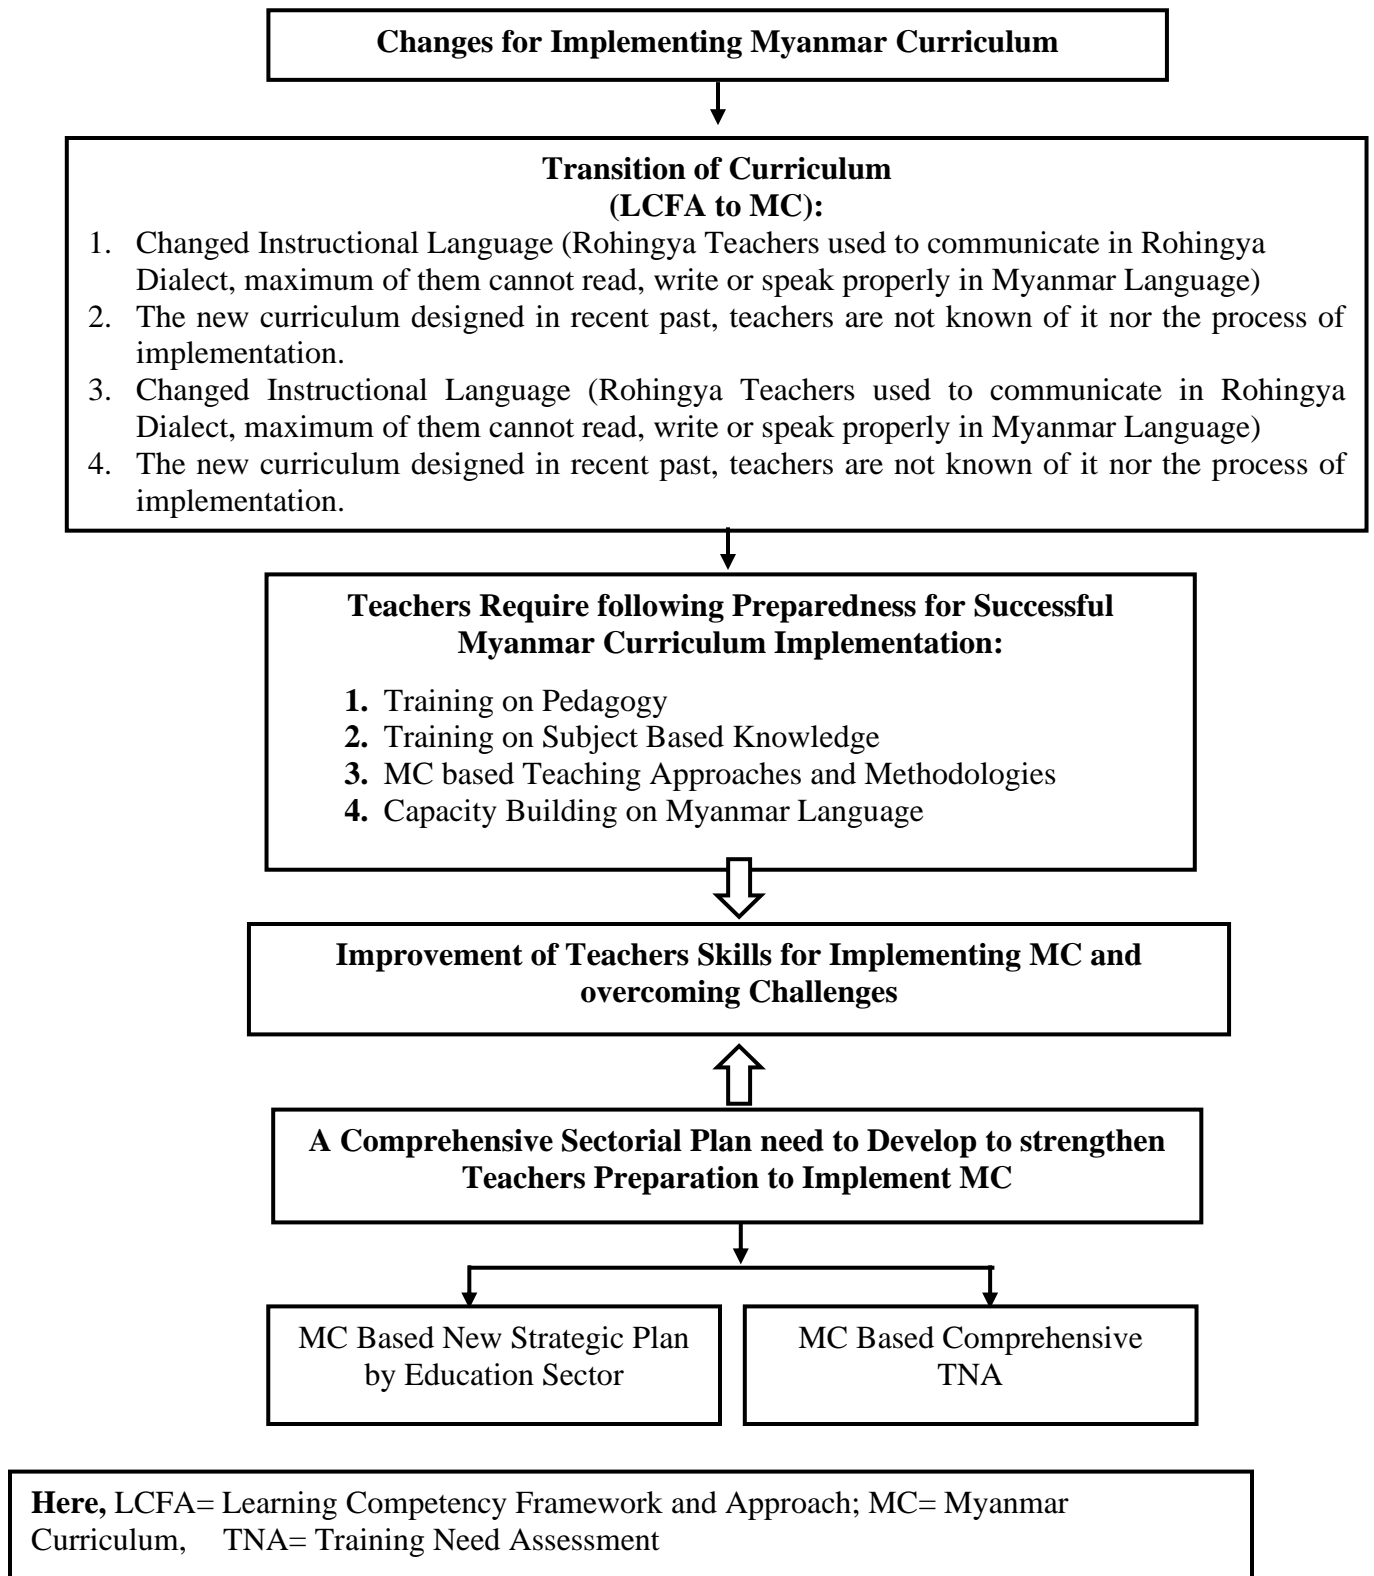 Changes for Implementing Myanmar Curriculum
Transition of Curriculum
(LCFA to MC):
1. Changed Instructional Language (Rohingya Teachers used to communicate in Rohingya
Dialect, maximum of them cannot read, write or speak properly in Myanmar Language)
2. The new curriculum designed in recent past, teachers are not known of it nor the process of
implementation.
3. Changed Instructional Language (Rohingya Teachers used to communicate in Rohingya
Dialect, maximum of them cannot read, write or speak properly in Myanmar Language)
4. The new curriculum designed in recent past, teachers are not known of it nor the process of
implementation.
Teachers Require following Preparedness for Successful
Myanmar Curriculum Implementation:
1. Training on Pedagogy
2. Training on Subject Based Knowledge
3. MC based Teaching Approaches and Methodologies
4. Capacity Building on Myanmar Language
Improvement of Teachers Skills for Implementing MC and
overcoming Challenges
A Comprehensive Sectorial Plan need to Develop to strengthen
Teachers Preparation to Implement MC
MC Based New Strategic Plan
by Education Sector
MC Based Comprehensive
TNA
Here, LCFA= Learning Competency Framework and Approach; MC= Myanmar
Curriculum, TNA= Training Need Assessment